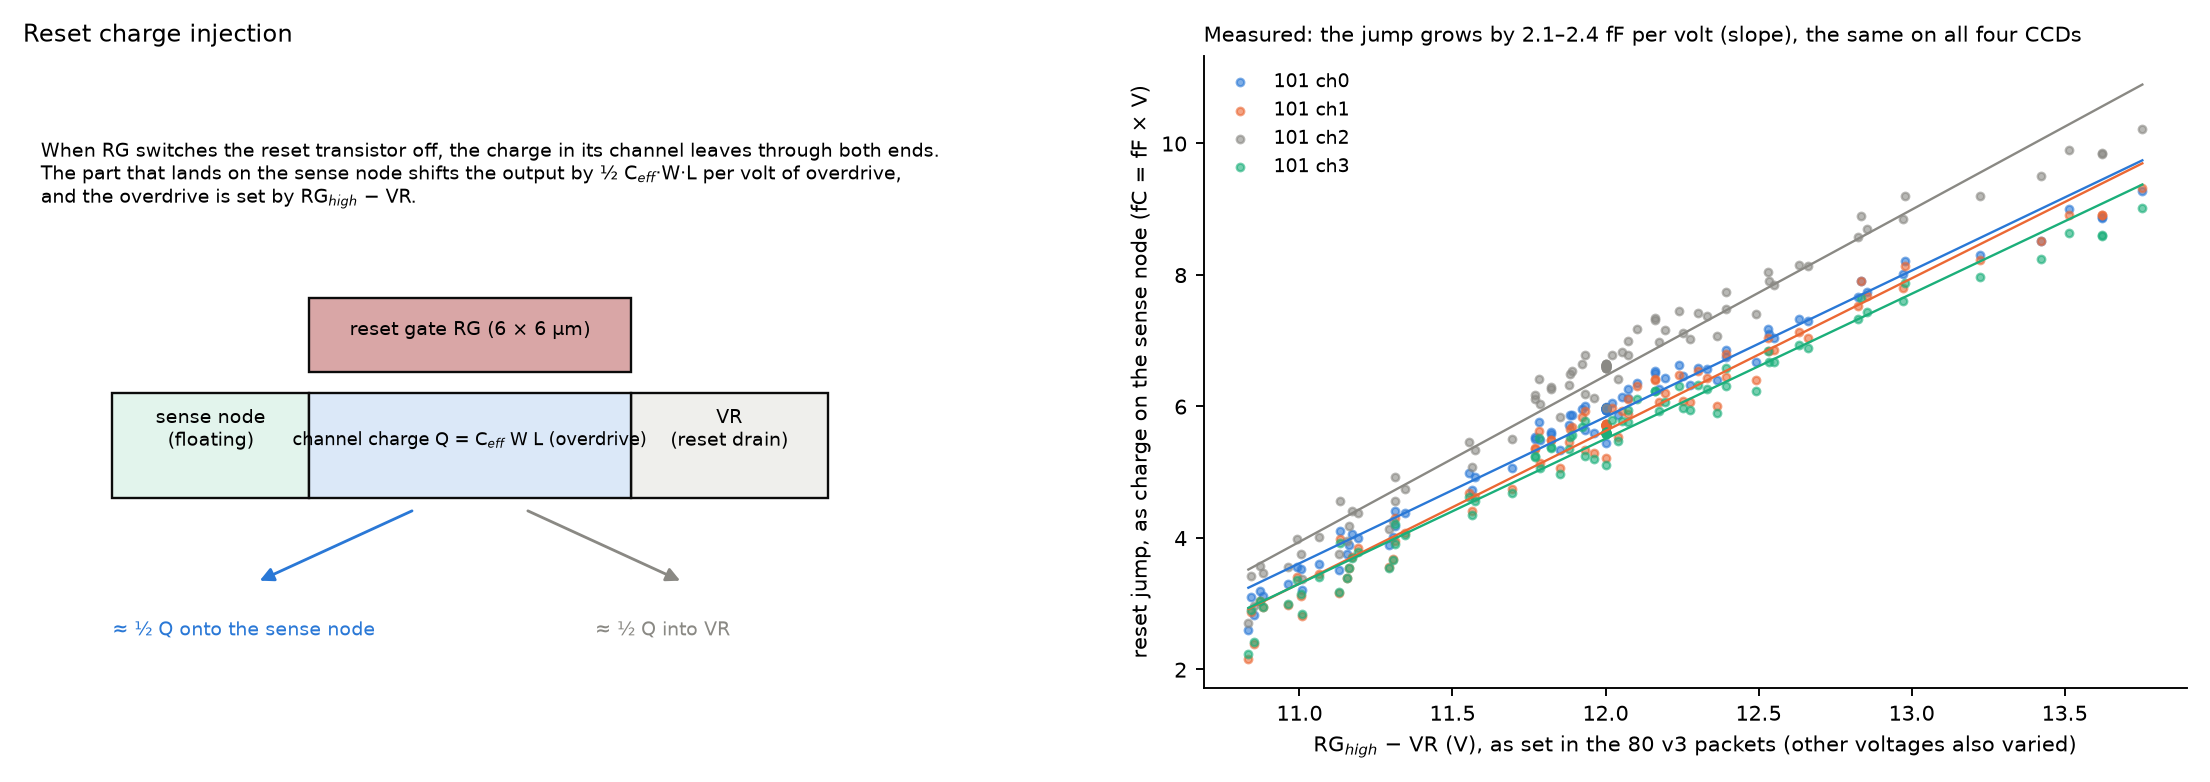 Reset charge injection
When RG switches the reset transistor off, the charge in its channel leaves through both ends.
The part that lands on the sense node shifts the output by ½ C_eff·W·L per volt of overdrive,
and the overdrive is set by RG_high − VR.
reset gate RG (6 × 6 µm)
sense node
(floating)
channel charge Q = C_eff W L (overdrive)
VR
(reset drain)
≈ ½ Q onto the sense node
≈ ½ Q into VR
Measured: the jump grows by 2.1–2.4 fF per volt (slope), the same on all four CCDs
101 ch0
101 ch1
101 ch2
101 ch3
reset jump, as charge on the sense node (fC = fF × V)
10
8
6
4
2
11.0 11.5 12.0 12.5 13.0 13.5
RG_high − VR (V), as set in the 80 v3 packets (other voltages also varied)